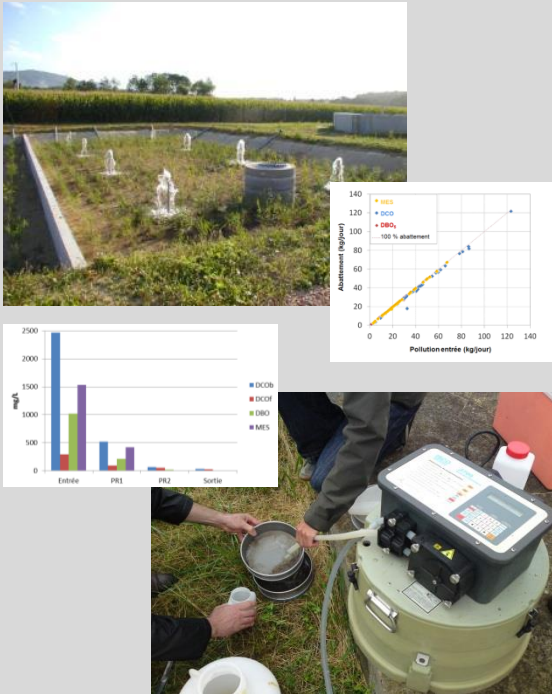 140
120
100
80
60
40
20
0
Abattement (kg/jour)
MES
DCO
DBO5
100 % abattement
0 20 40 60 80 100 120 140
Pollution entrée (kg/jour)
2500
2000
1500
1000
500
0
mg/L
DCOb
DCOf
DBO
MES
Entrée PR1 PR2 Sortie